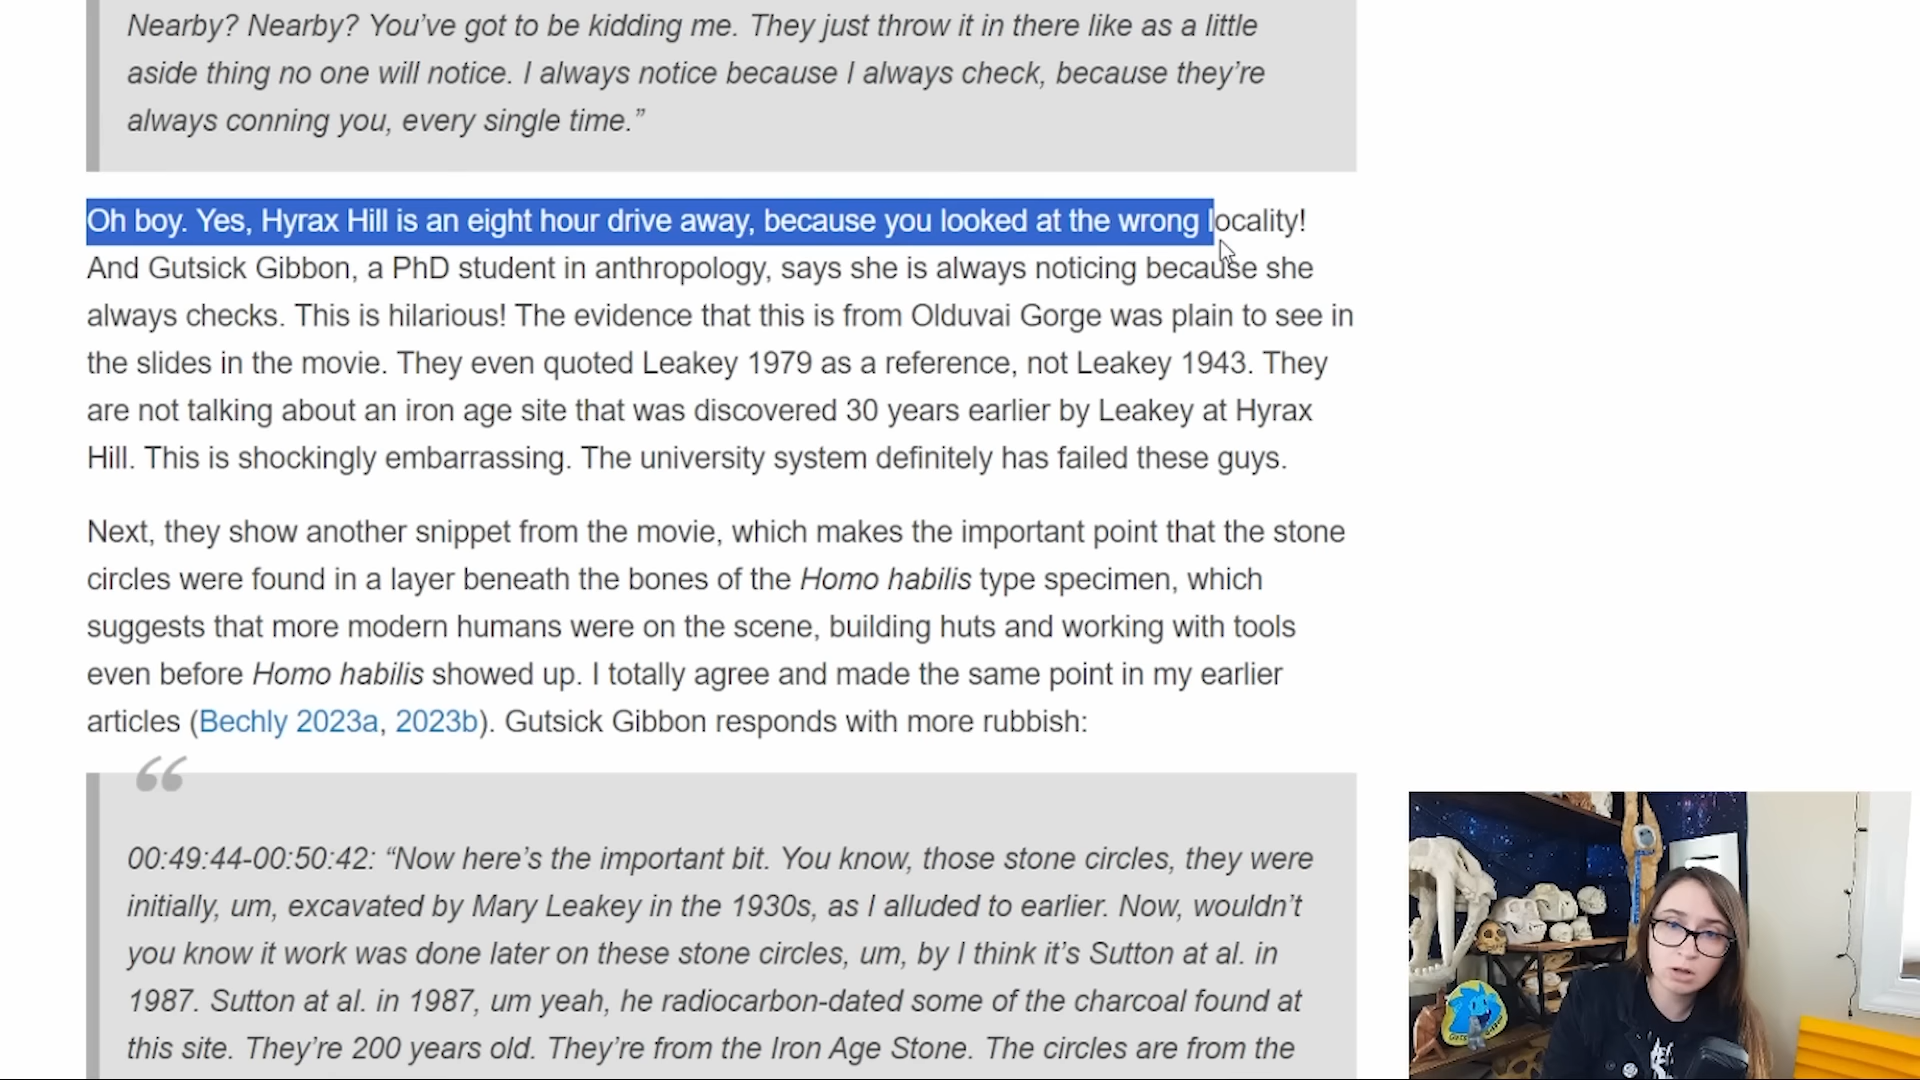 Nearby? Nearby? You’ve got to be kidding me. They just throw it in there like as a little
aside thing no one will notice. I always notice because I always check, because they’re
always conning you, every single time.”
Oh boy. Yes, Hyrax Hill is an eight hour drive away, because you looked at the wrong locality!
And Gutsick Gibbon, a PhD student in anthropology, says she is always noticing because she
always checks. This is hilarious! The evidence that this is from Olduvai Gorge was plain to see in
the slides in the movie. They even quoted Leakey 1979 as a reference, not Leakey 1943. They
are not talking about an iron age site that was discovered 30 years earlier by Leakey at Hyrax
Hill. This is shockingly embarrassing. The university system definitely has failed these guys.
Next, they show another snippet from the movie, which makes the important point that the stone
circles were found in a layer beneath the bones of the Homo habilis type specimen, which
suggests that more modern humans were on the scene, building huts and working with tools
even before Homo habilis showed up. I totally agree and made the same point in my earlier
articles (Bechly 2023a, 2023b). Gutsick Gibbon responds with more rubbish:
“
00:49:44-00:50:42: “Now here’s the important bit. You know, those stone circles, they were
initially, um, excavated by Mary Leakey in the 1930s, as I alluded to earlier. Now, wouldn’t
you know it work was done later on these stone circles, um, by I think it’s Sutton at al. in
1987. Sutton at al. in 1987, um yeah, he radiocarbon-dated some of the charcoal found at
this site. They’re 200 years old. They’re from the Iron Age Stone. The circles are from the